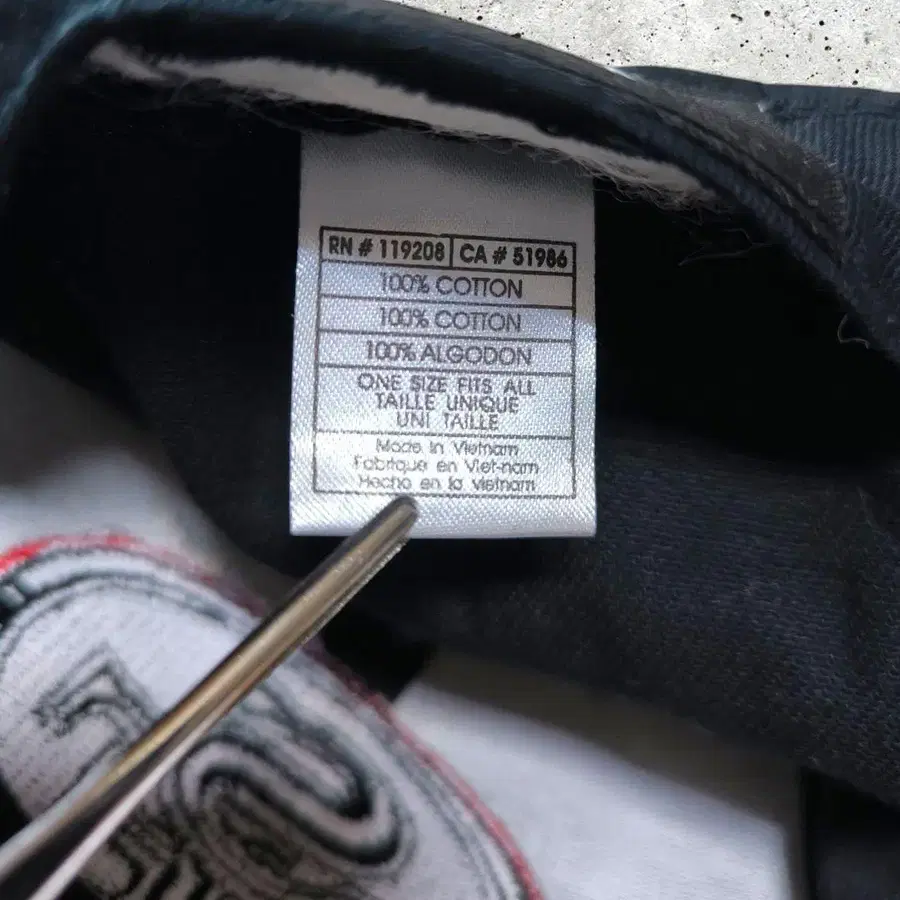 RN # 119208 CA # 51986
100% COTTON
100% COTTON
100% ALGODON
ONE SIZE FITS ALL
TAILLE UNIQUE
UNI TAILLE
Made in Vietnam
Fabrique en Viet-nam
Hecho en la vietnam